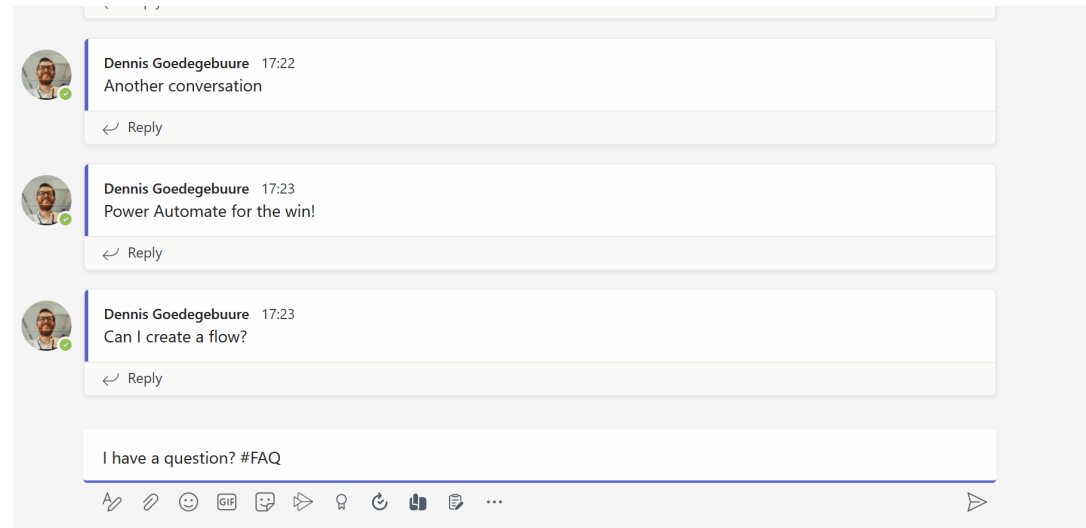 Dennis Goedegebuure 17:22
Another conversation
Reply
Dennis Goedegebuure 17:23
Power Automate for the win!
Reply
Dennis Goedegebuure 17:23
Can I create a flow?
Reply
I have a question? #FAQ
GIF